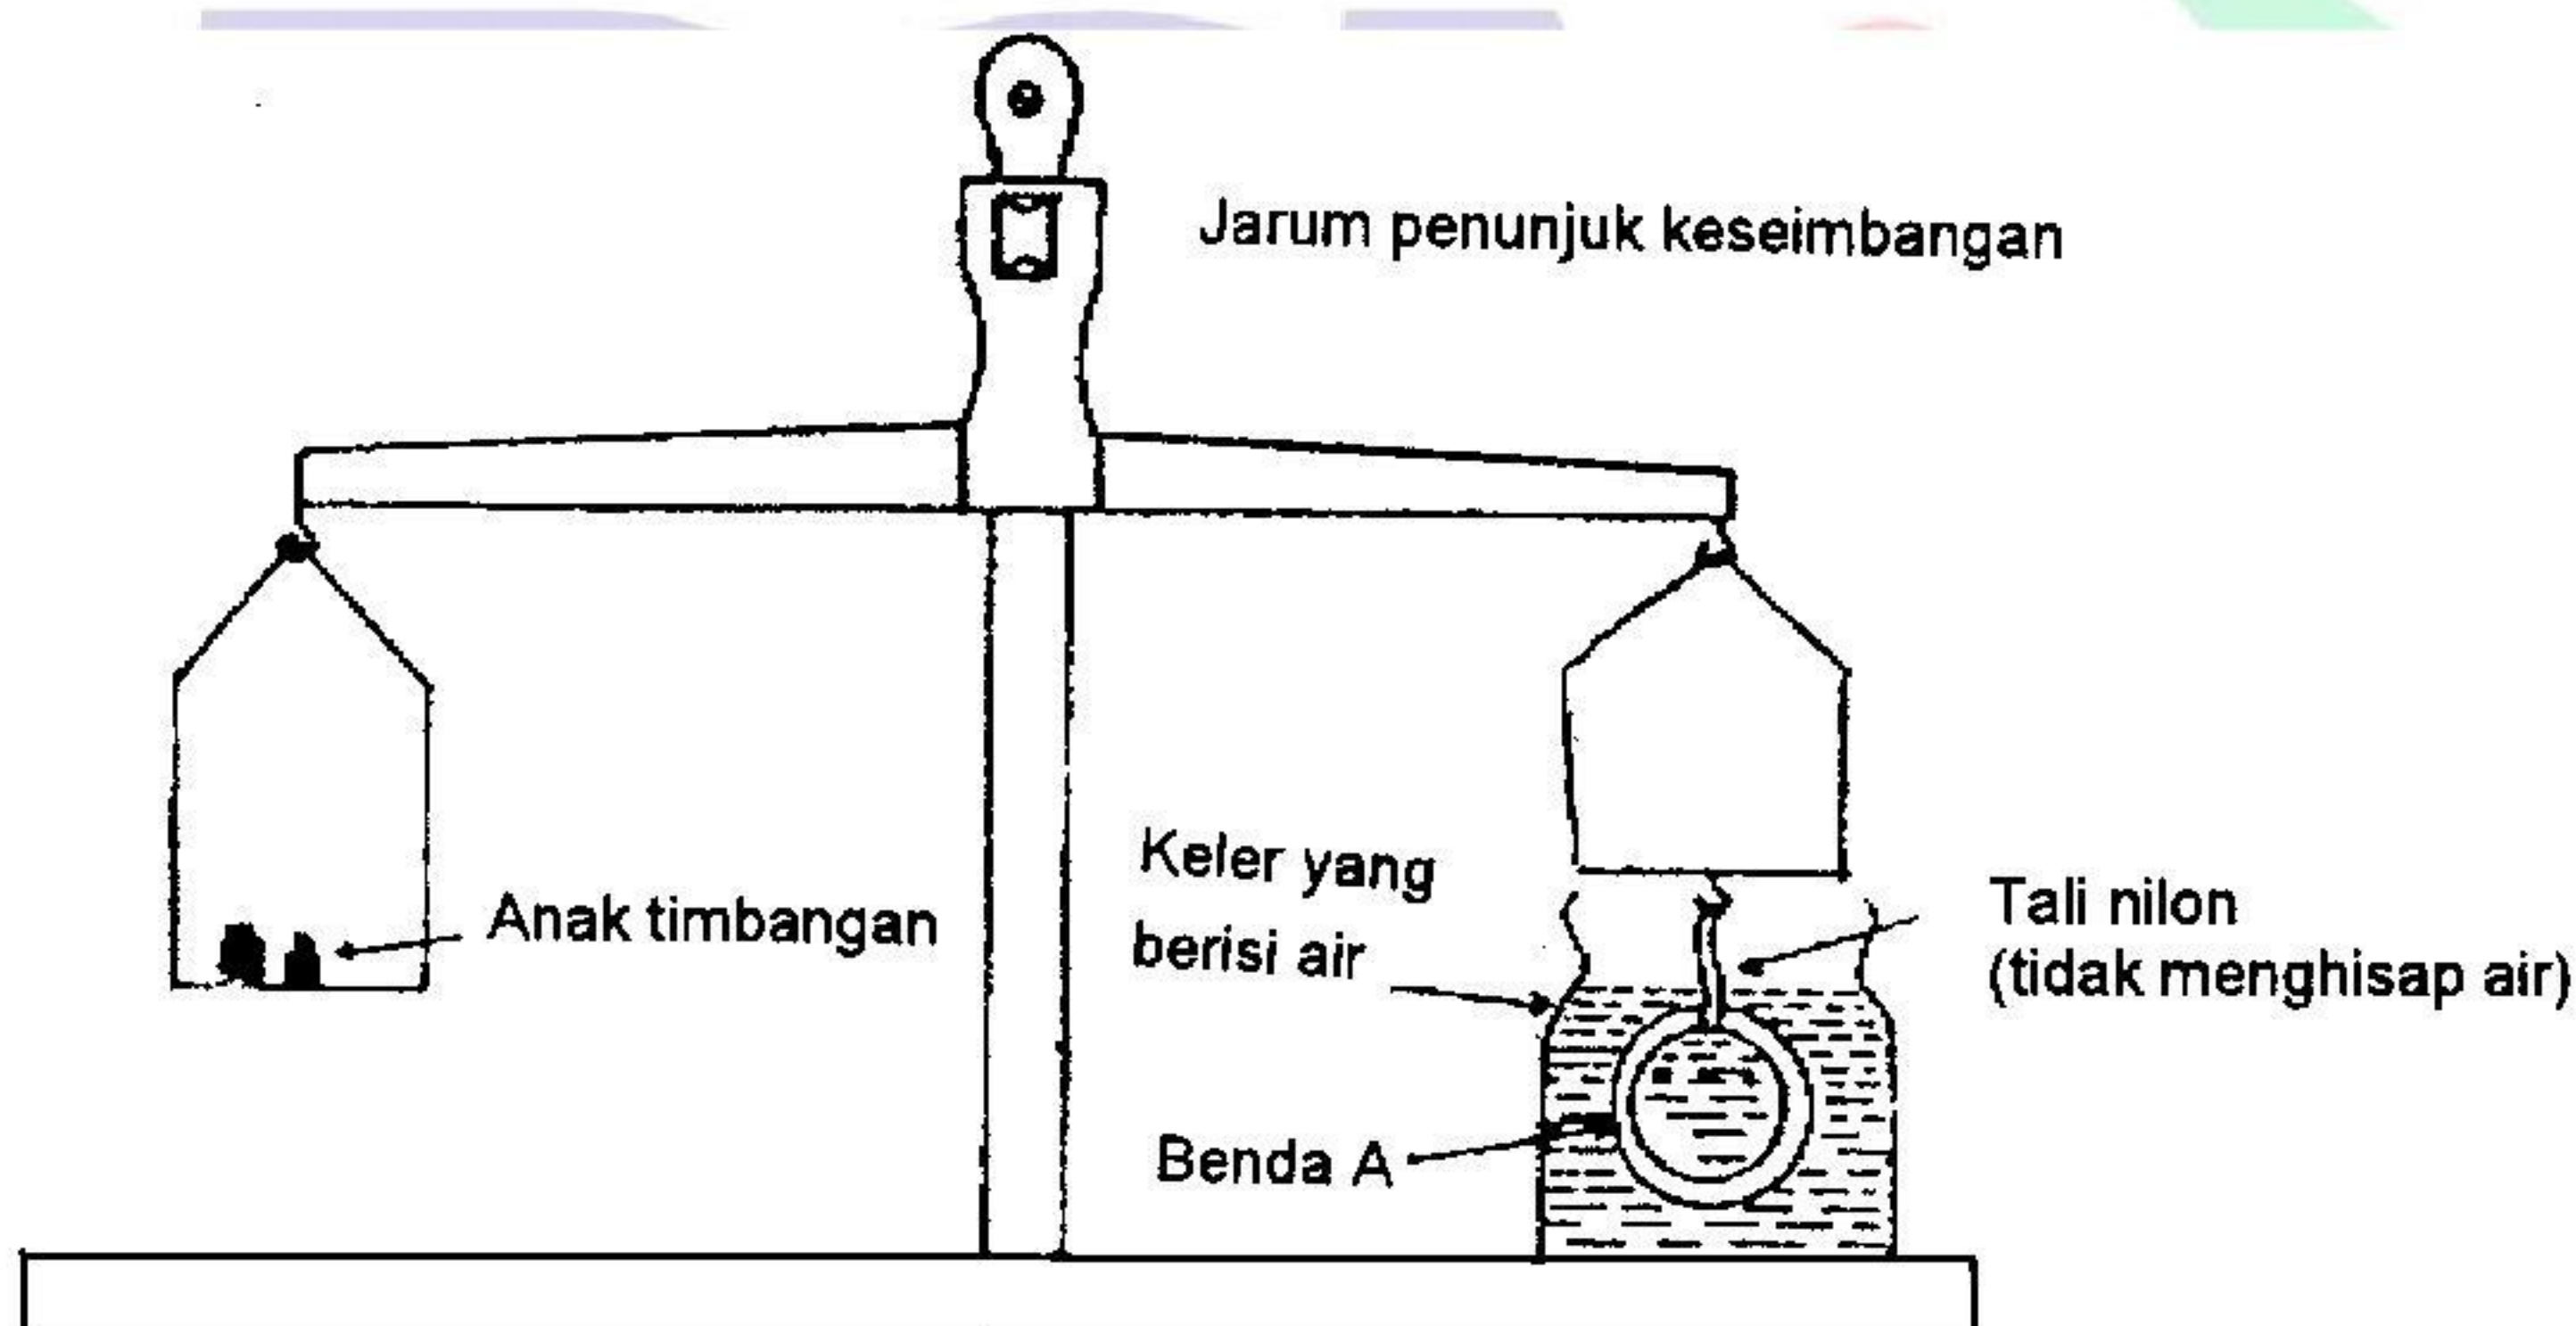 Jarum penunjuk keseimbangan
Keler yang
berisi air
Anak timbangan
Tali nilon
(tidak menghisap air)
Benda A